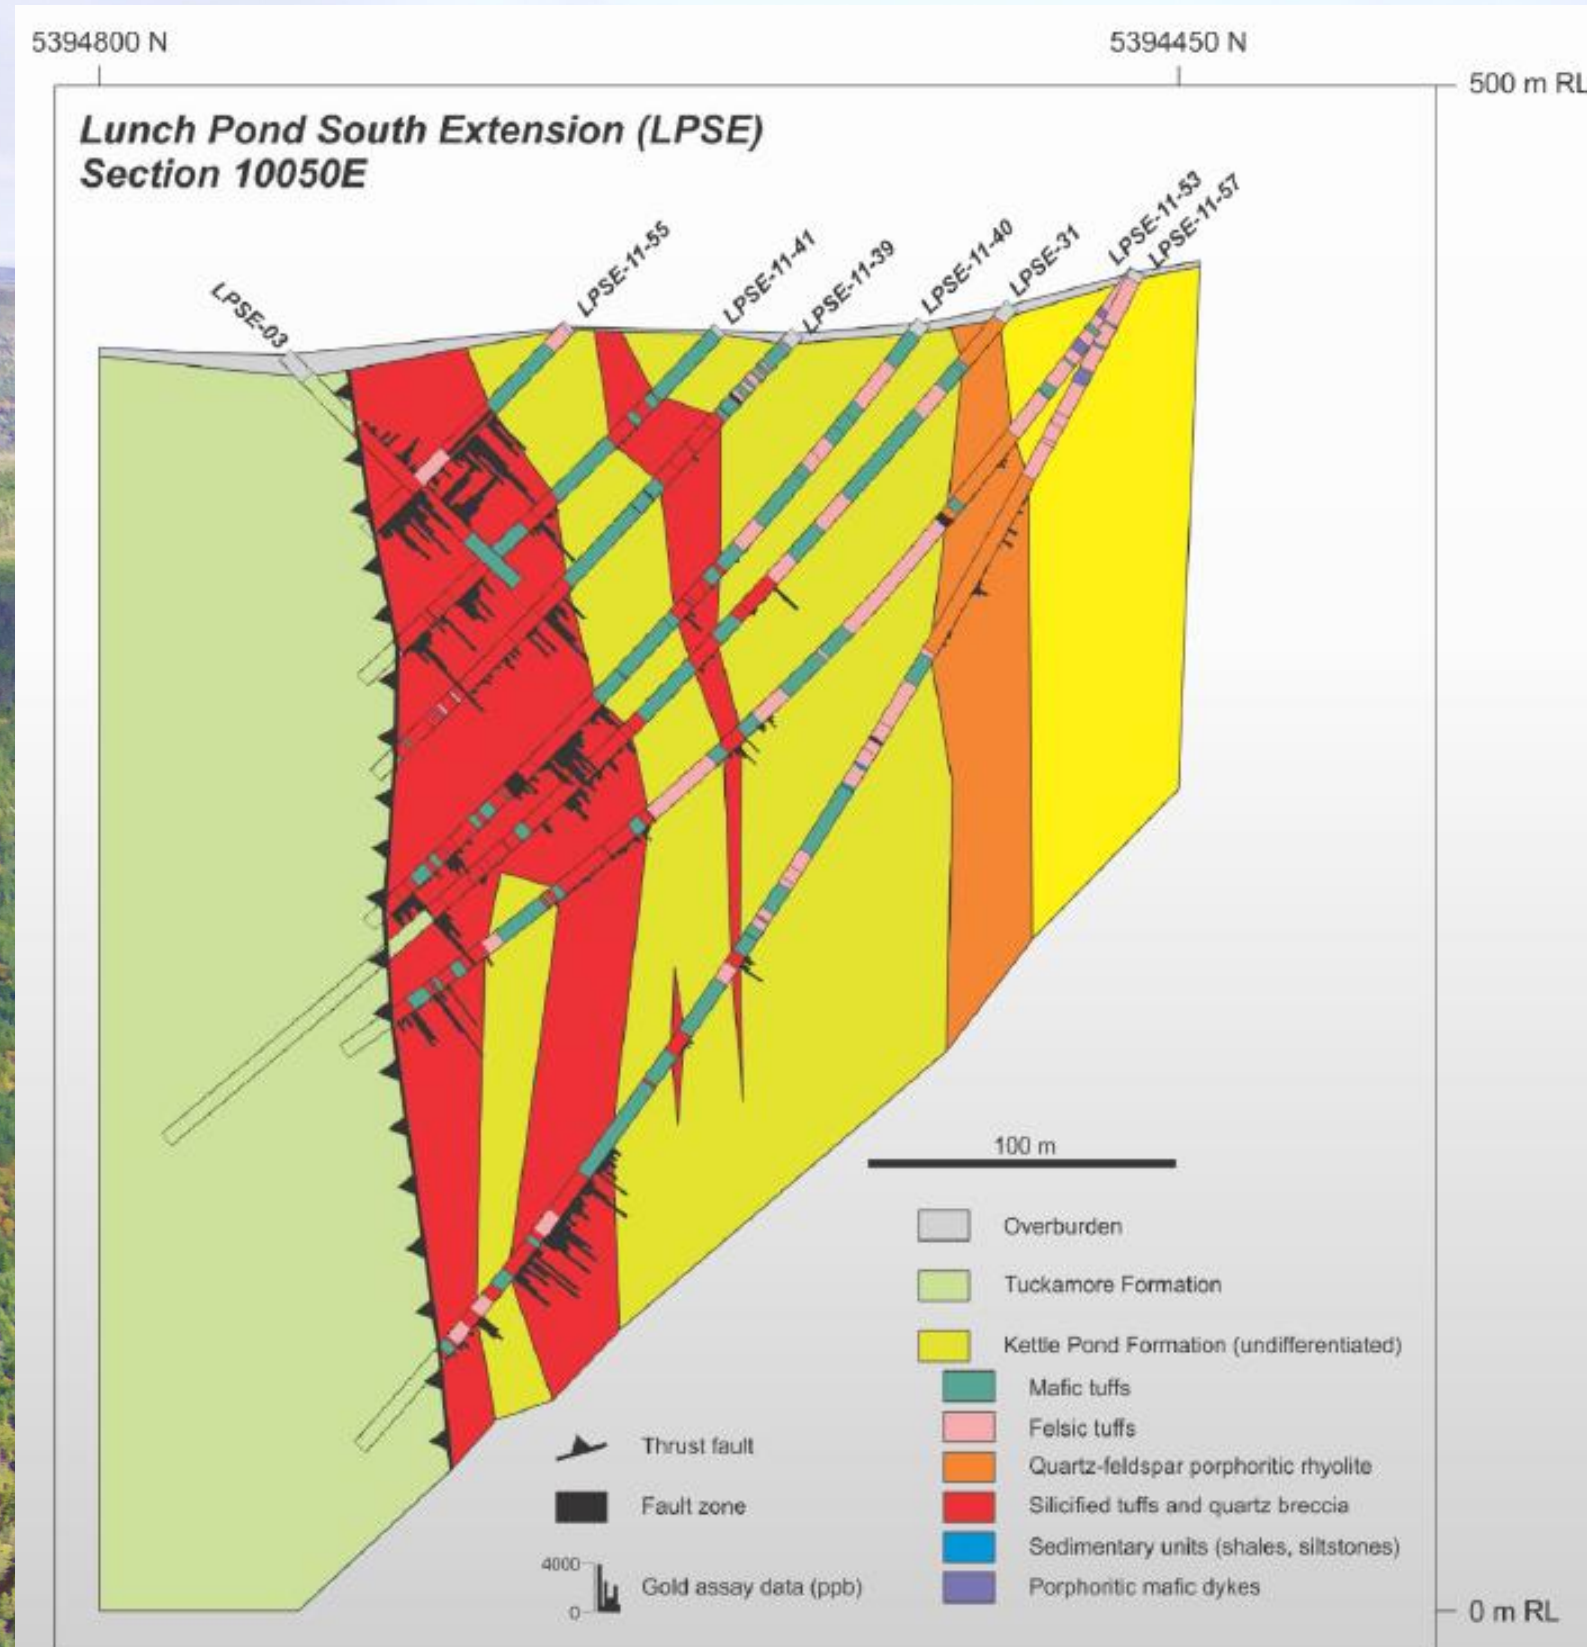 5394800 N
5394450 N
500 m RL
Lunch Pond South Extension (LPSE)
Section 10050E
LPSE-03
LPSE-11-55
LPSE-11-41
LPSE-11-39
LPSE-11-40
LPSE-31
LPSE-11-53
LPSE-11-57
100 m
Overburden
Tuckamore Formation
Kettle Pond Formation (undifferentiated)
Mafic tuffs
Felsic tuffs
Quartz-feldspar porphoritic rhyolite
Silicified tuffs and quartz breccia
Sedimentary units (shales, siltstones)
Porphoritic mafic dykes
Thrust fault
Fault zone
4000
Gold assay data (ppb)
0
0 m RL